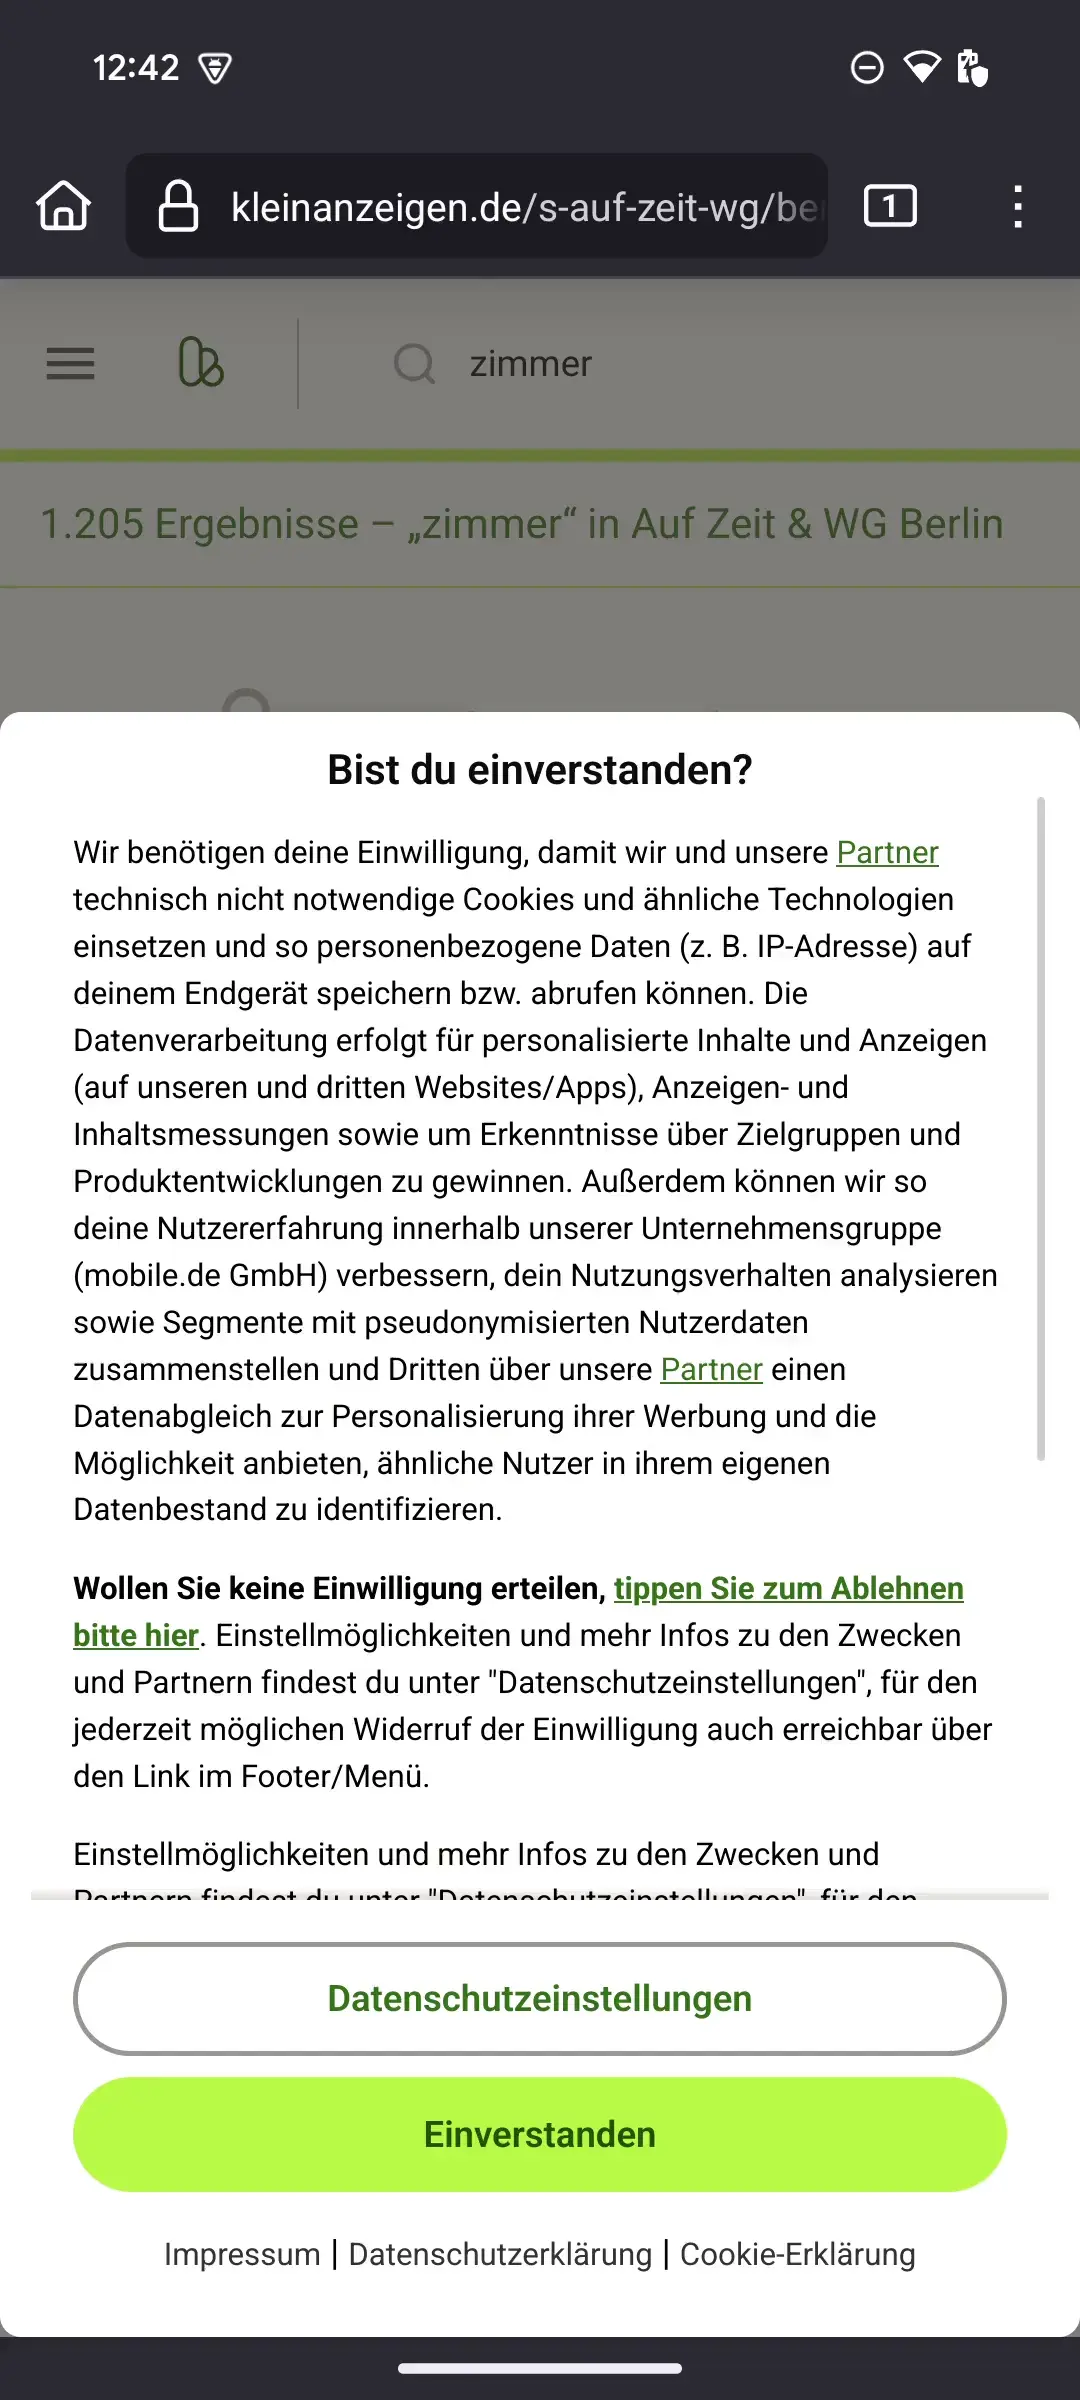 12:42
kleinanzeigen.de/s-auf-zeit-wg/be
1
zimmer
1.205 Ergebnisse – „zimmer“ in Auf Zeit & WG Berlin
Bist du einverstanden?
Wir benötigen deine Einwilligung, damit wir und unsere Partner
technisch nicht notwendige Cookies und ähnliche Technologien
einsetzen und so personenbezogene Daten (z. B. IP-Adresse) auf
deinem Endgerät speichern bzw. abrufen können. Die
Datenverarbeitung erfolgt für personalisierte Inhalte und Anzeigen
(auf unseren und dritten Websites/Apps), Anzeigen- und
Inhaltsmessungen sowie um Erkenntnisse über Zielgruppen und
Produktentwicklungen zu gewinnen. Außerdem können wir so
deine Nutzererfahrung innerhalb unserer Unternehmensgruppe
(mobile.de GmbH) verbessern, dein Nutzungsverhalten analysieren
sowie Segmente mit pseudonymisierten Nutzerdaten
zusammenstellen und Dritten über unsere Partner einen
Datenabgleich zur Personalisierung ihrer Werbung und die
Möglichkeit anbieten, ähnliche Nutzer in ihrem eigenen
Datenbestand zu identifizieren.
Wollen Sie keine Einwilligung erteilen, tippen Sie zum Ablehnen
bitte hier. Einstellmöglichkeiten und mehr Infos zu den Zwecken
und Partnern findest du unter "Datenschutzeinstellungen", für den
jederzeit möglichen Widerruf der Einwilligung auch erreichbar über
den Link im Footer/Menü.
Einstellmöglichkeiten und mehr Infos zu den Zwecken und
Partnern findest du unter "Datenschutzeinstellungen", für den
Datenschutzeinstellungen
Einverstanden
Impressum | Datenschutzerklärung | Cookie-Erklärung